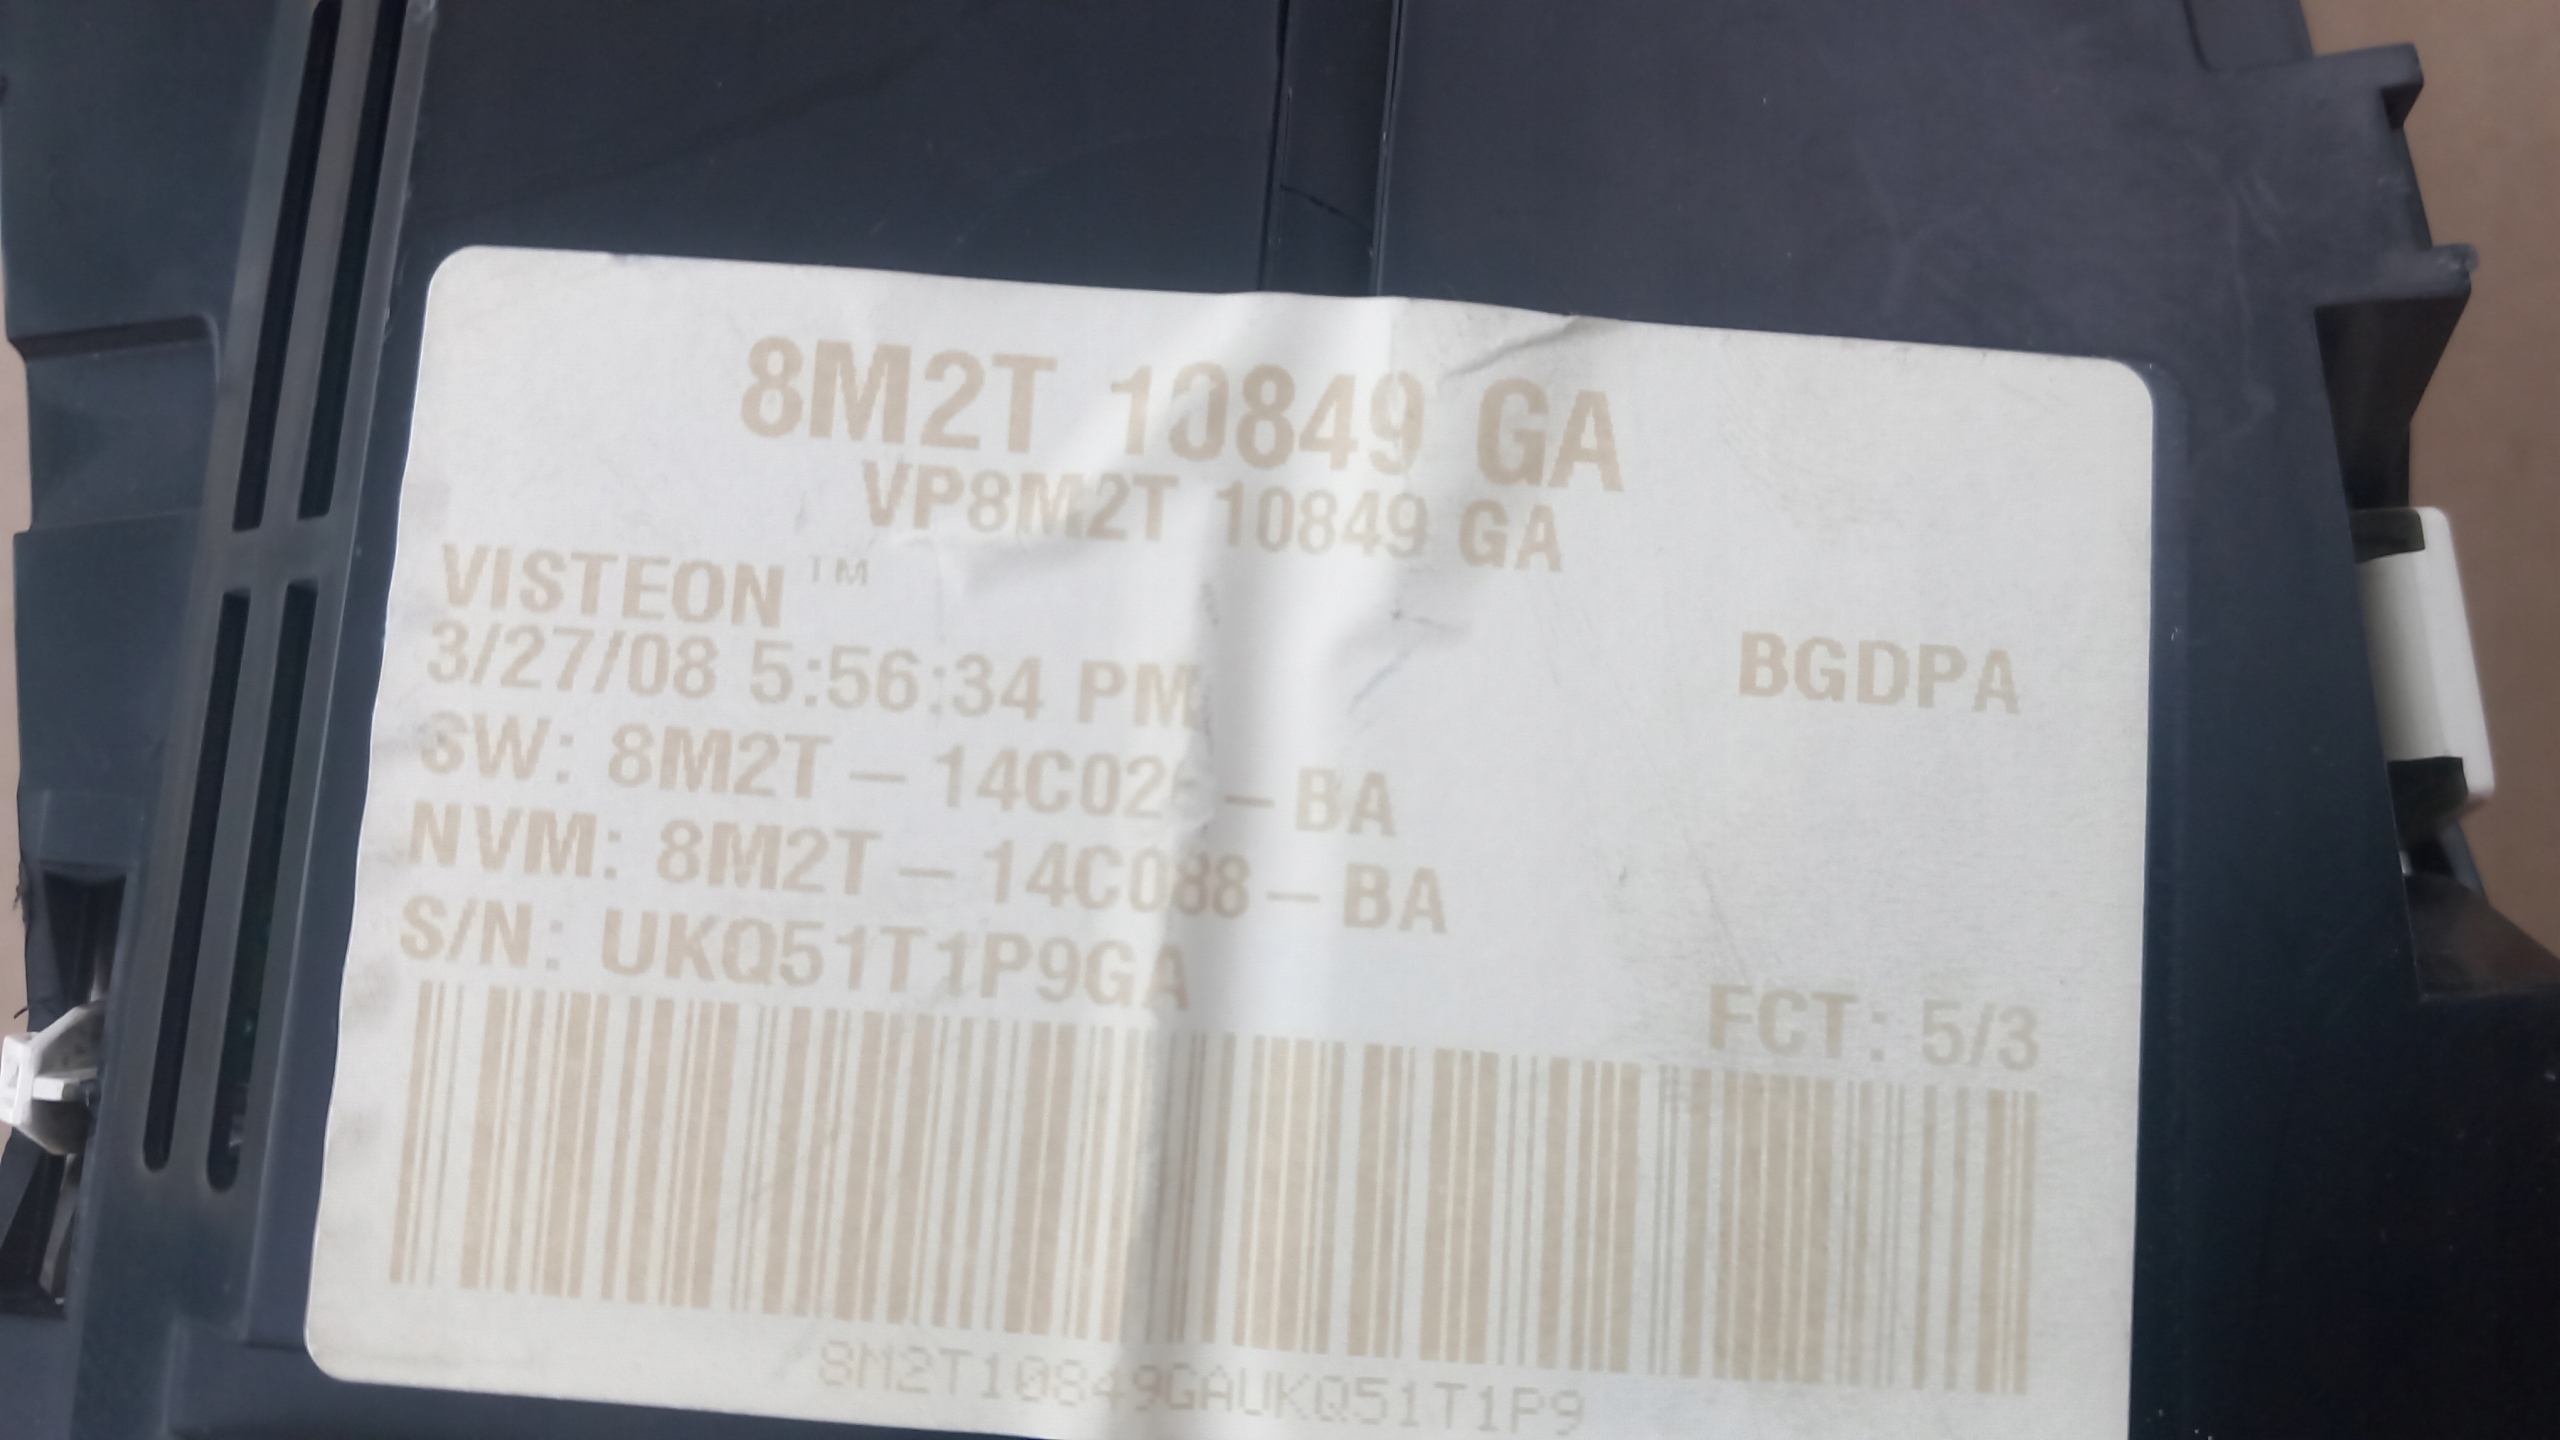 8M2T 10849 GA
VP8M2T 10849 GA
VISTEON ™
3/27/08 5:56:34 PM
BGDPA
SW: 8M2T – – BA
NVM: 8M2T – 14C088 – BA
S/N: UKQ51T1P9GA
FCT: 5/3
8M2T10849GAUKQ51T1P9